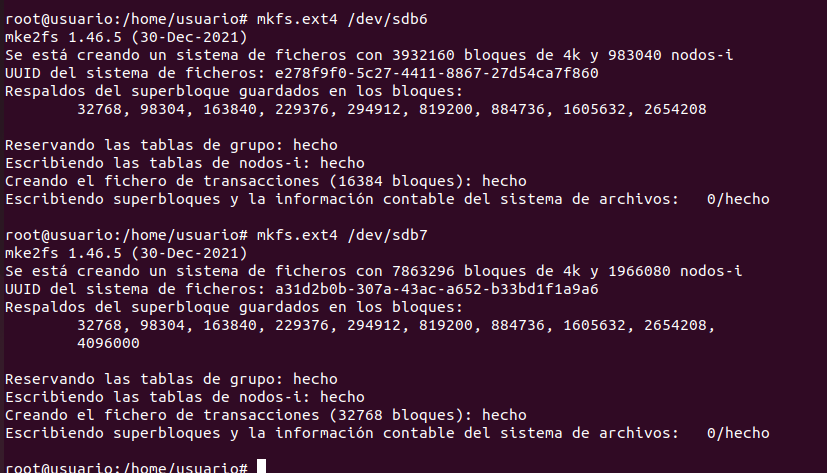 root@usuario:/home/usuario# mkfs.ext4 /dev/sdb6
mke2fs 1.46.5 (30-Dec-2021)
Se está creando un sistema de ficheros con 3932160 bloques de 4k y 983040 nodos-i
UUID del sistema de ficheros: e278f9f0-5c27-4411-8867-27d54ca7f860
Respaldos del superbloque guardados en los bloques:
        32768, 98304, 163840, 229376, 294912, 819200, 884736, 1605632, 2654208

Reservando las tablas de grupo: hecho
Escribiendo las tablas de nodos-i: hecho
Creando el fichero de transacciones (16384 bloques): hecho
Escribiendo superbloques y la información contable del sistema de archivos:   0/hecho

root@usuario:/home/usuario# mkfs.ext4 /dev/sdb7
mke2fs 1.46.5 (30-Dec-2021)
Se está creando un sistema de ficheros con 7863296 bloques de 4k y 1966080 nodos-i
UUID del sistema de ficheros: a31d2b0b-307a-43ac-a652-b33bd1f1a9a6
Respaldos del superbloque guardados en los bloques:
        32768, 98304, 163840, 229376, 294912, 819200, 884736, 1605632, 2654208,
        4096000

Reservando las tablas de grupo: hecho
Escribiendo las tablas de nodos-i: hecho
Creando el fichero de transacciones (32768 bloques): hecho
Escribiendo superbloques y la información contable del sistema de archivos:   0/hecho

root@usuario:/home/usuario#